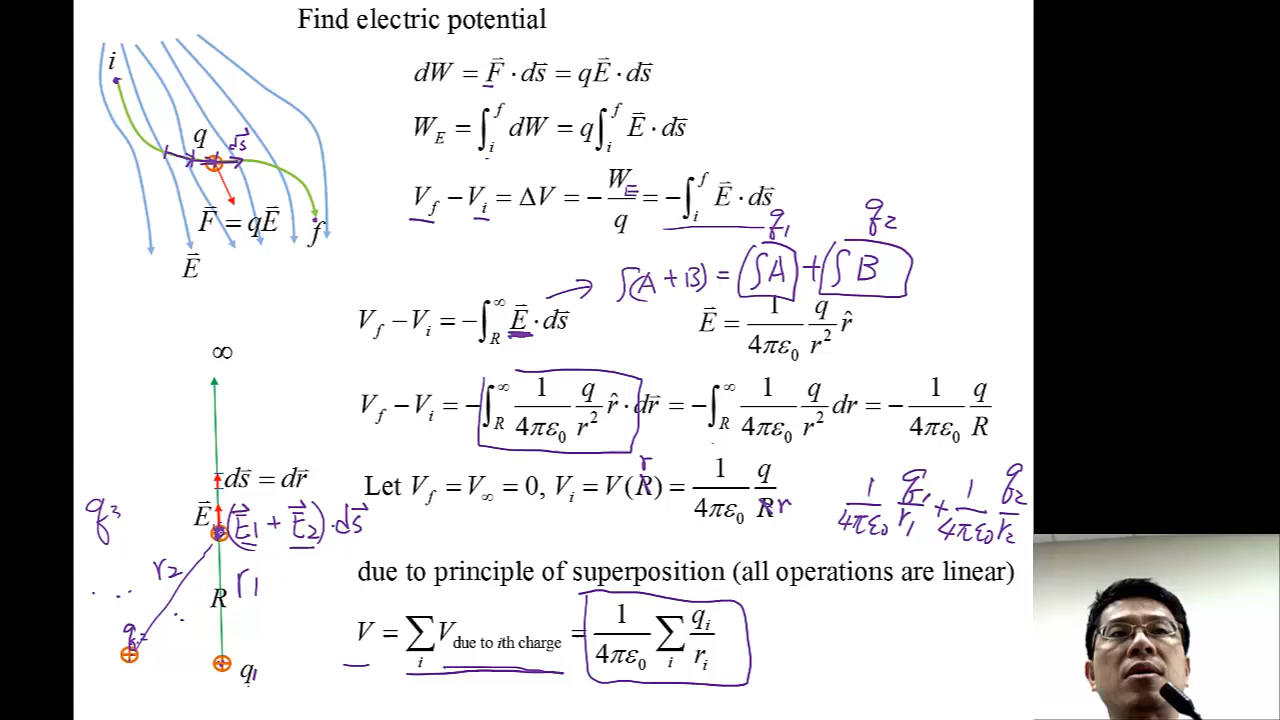 Find electric potential
i
dW = F⃗ · ds⃗ = qE⃗ · ds⃗
W_E = ∫_i^f dW = q∫_i^f E⃗ · ds⃗
q
ds⃗
V_f − V_i = ΔV = − W_E / q = −∫_i^f E⃗ · ds⃗
F⃗ = qE⃗
f
E⃗
q₁ q₂
∫(A + B) = ∫A + ∫B
V_f − V_i = −∫_R^∞ E⃗ · ds⃗
E⃗ = 1/(4πε₀) q/r² r̂
∞
V_f − V_i = −∫_R^∞ 1/(4πε₀) q/r² r̂ · dr⃗ = −∫_R^∞ 1/(4πε₀) q/r² dr = − 1/(4πε₀) q/R
ds⃗ = dr⃗
r
Let V_f = V_∞ = 0, V_i = V(R) = 1/(4πε₀) q/R r
1/(4πε₀) q₁/r₁ + 1/(4πε₀) q₂/r₂
q₃
E⃗
(E⃗₁ + E⃗₂) · ds⃗
due to principle of superposition (all operations are linear)
r₂
R
r₁
V = ∑_i V_due to ith charge = 1/(4πε₀) ∑_i q_i/r_i
q₂
q₁